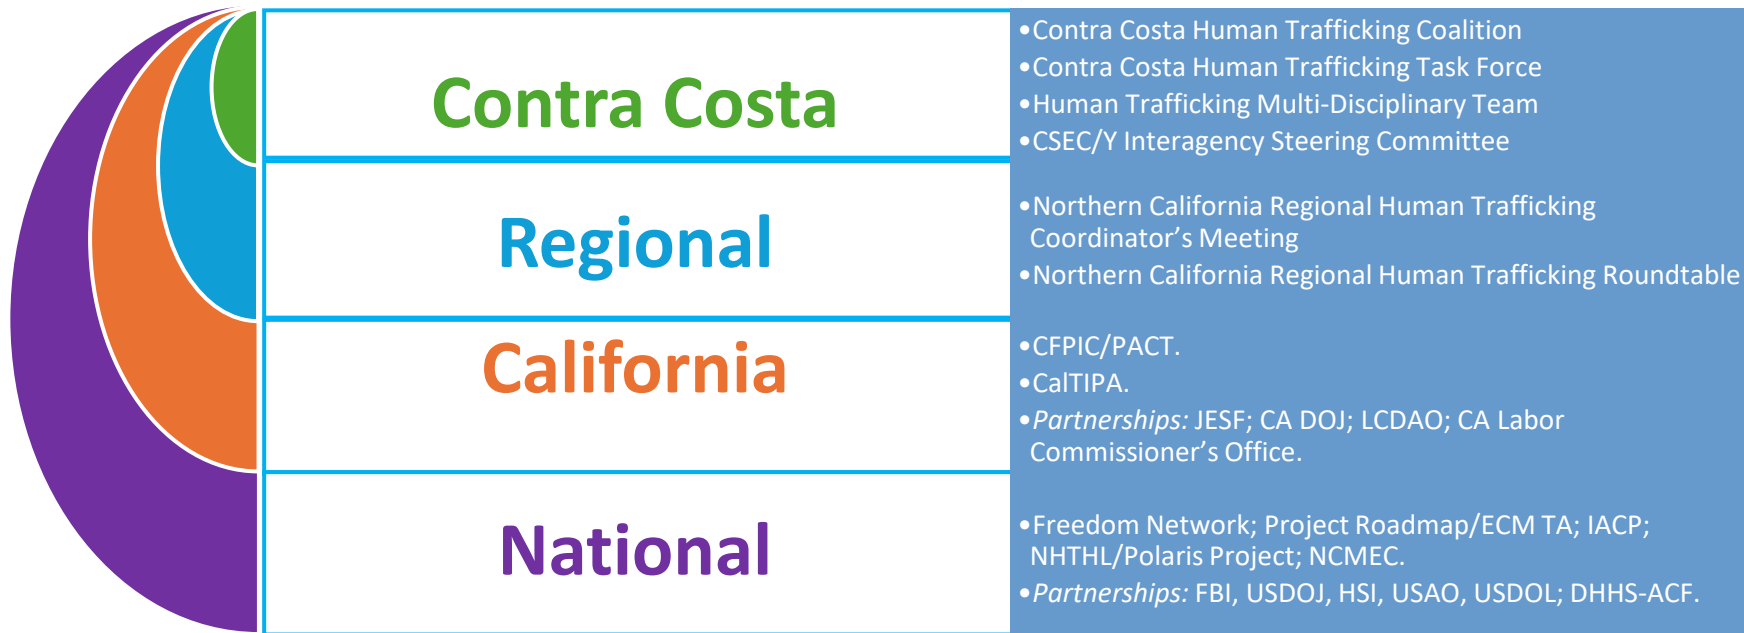 Contra Costa
•Contra Costa Human Trafficking Coalition
•Contra Costa Human Trafficking Task Force
•Human Trafficking Multi-Disciplinary Team
•CSEC/Y Interagency Steering Committee
Regional
•Northern California Regional Human Trafficking
Coordinator’s Meeting
•Northern California Regional Human Trafficking Roundtable
California
•CFPIC/PACT.
•CalTIPA.
•Partnerships: JESF; CA DOJ; LCDAO; CA Labor
Commissioner’s Office.
National
•Freedom Network; Project Roadmap/ECM TA; IACP;
NHTHL/Polaris Project; NCMEC.
•Partnerships: FBI, USDOJ, HSI, USAO, USDOL; DHHS-ACF.